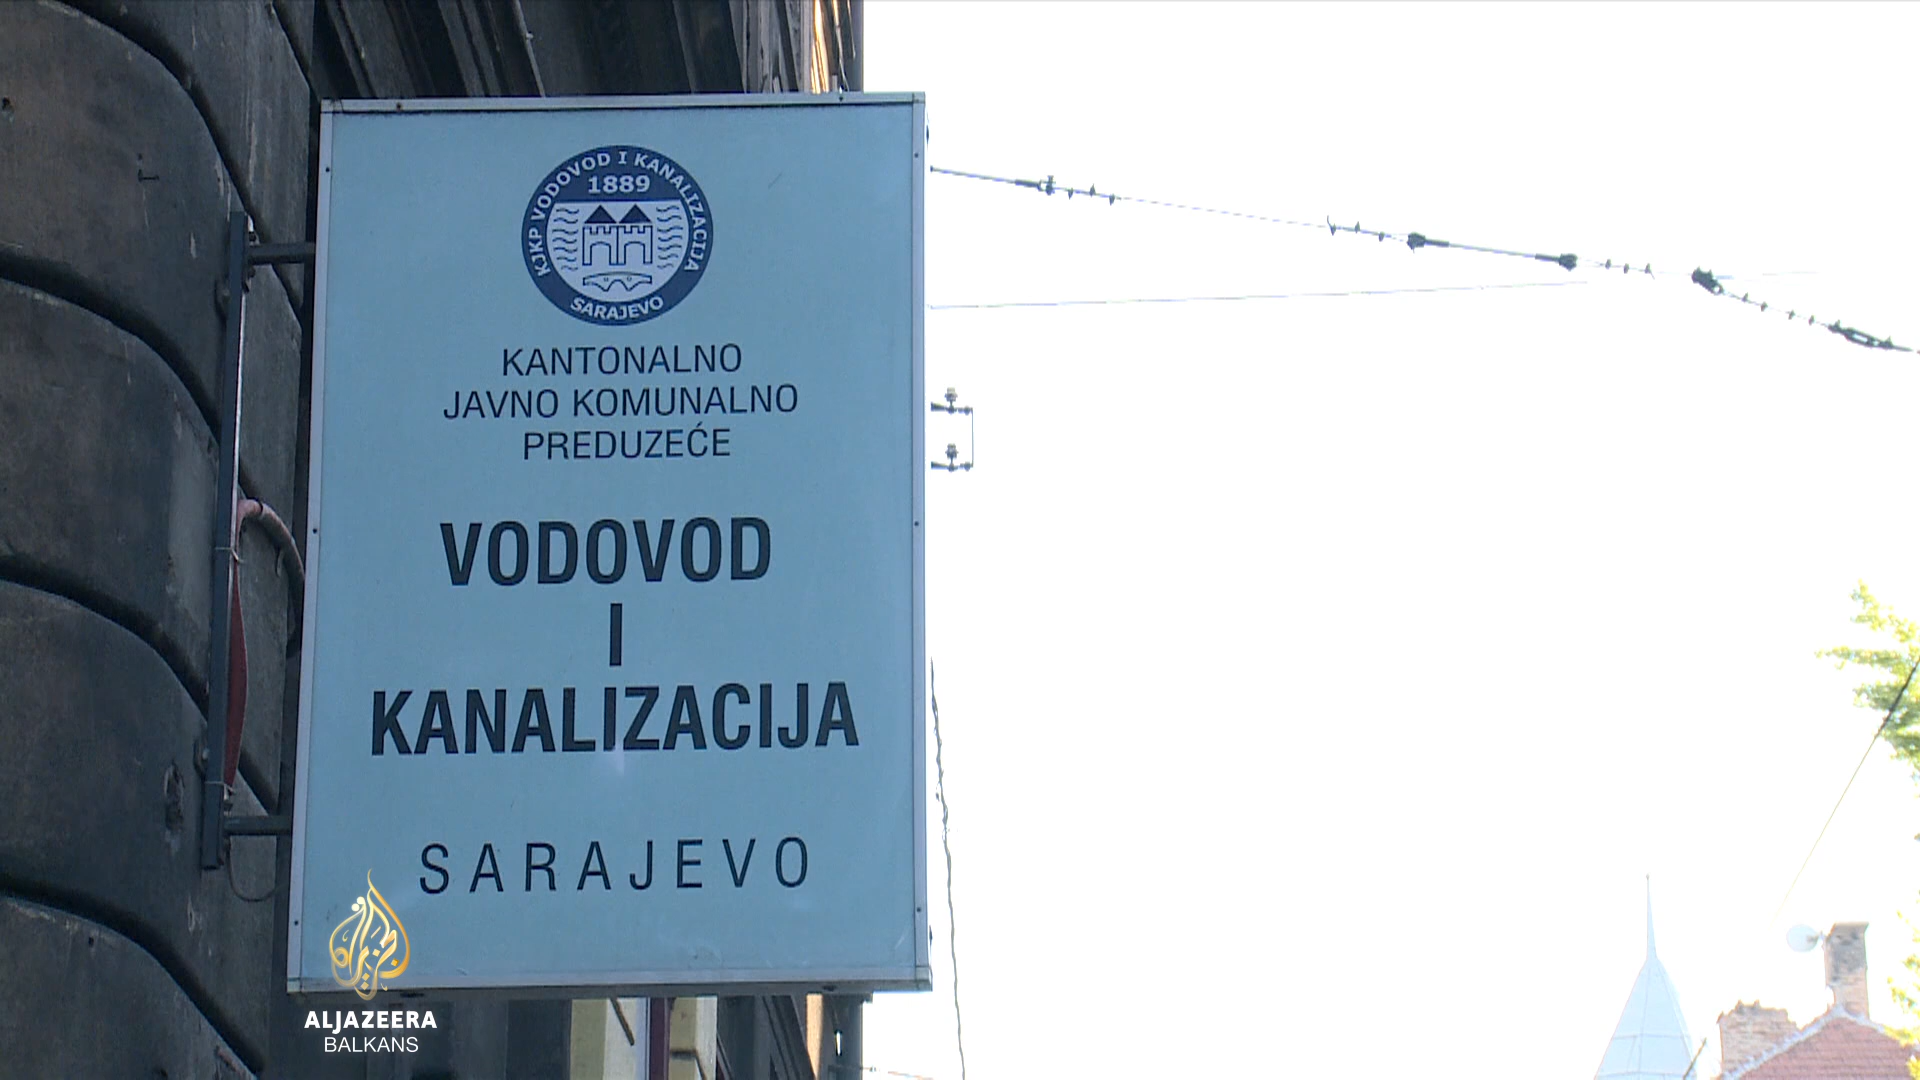 KJKP VODOVOD I KANALIZACIJA
1889
SARAJEVO
KANTONALNO
JAVNO KOMUNALNO
PREDUZEĆE
VODOVOD
I
KANALIZACIJA
SARAJEVO
ALJAZEERA
BALKANS